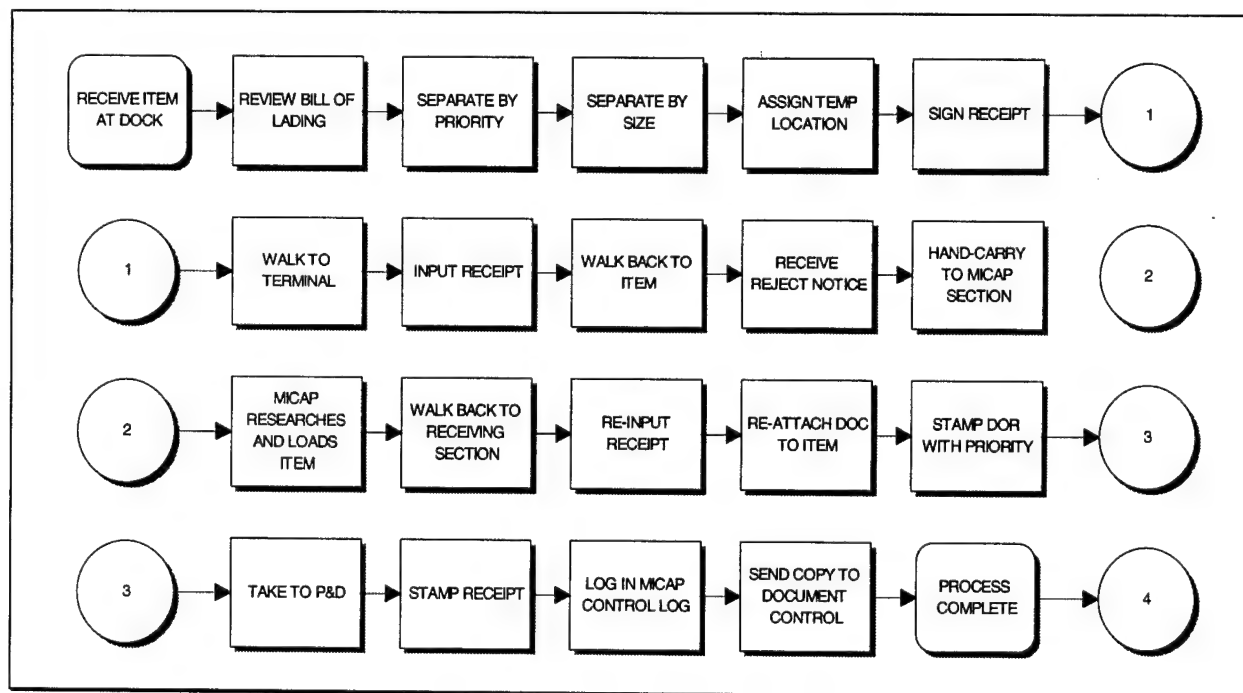 RECEIVE ITEM
AT DOCK
REVIEW BILL OF
LADING
SEPARATE BY
PRIORITY
SEPARATE BY
SIZE
ASSIGN TEMP
LOCATION
SIGN RECEIPT
1
1
WALK TO
TERMINAL
INPUT RECEIPT
WALK BACK TO
ITEM
RECEIVE
REJECT NOTICE
HAND-CARRY
TO MICAP
SECTION
2
2
MICAP
RESEARCHES
AND LOADS
ITEM
WALK BACK TO
RECEIVING
SECTION
RE-INPUT
RECEIPT
RE-ATTACH DOC
TO ITEM
STAMP DOR
WITH PRIORITY
3
3
TAKE TO P&D
STAMP RECEIPT
LOG IN MICAP
CONTROL LOG
SEND COPY TO
DOCUMENT
CONTROL
PROCESS
COMPLETE
4